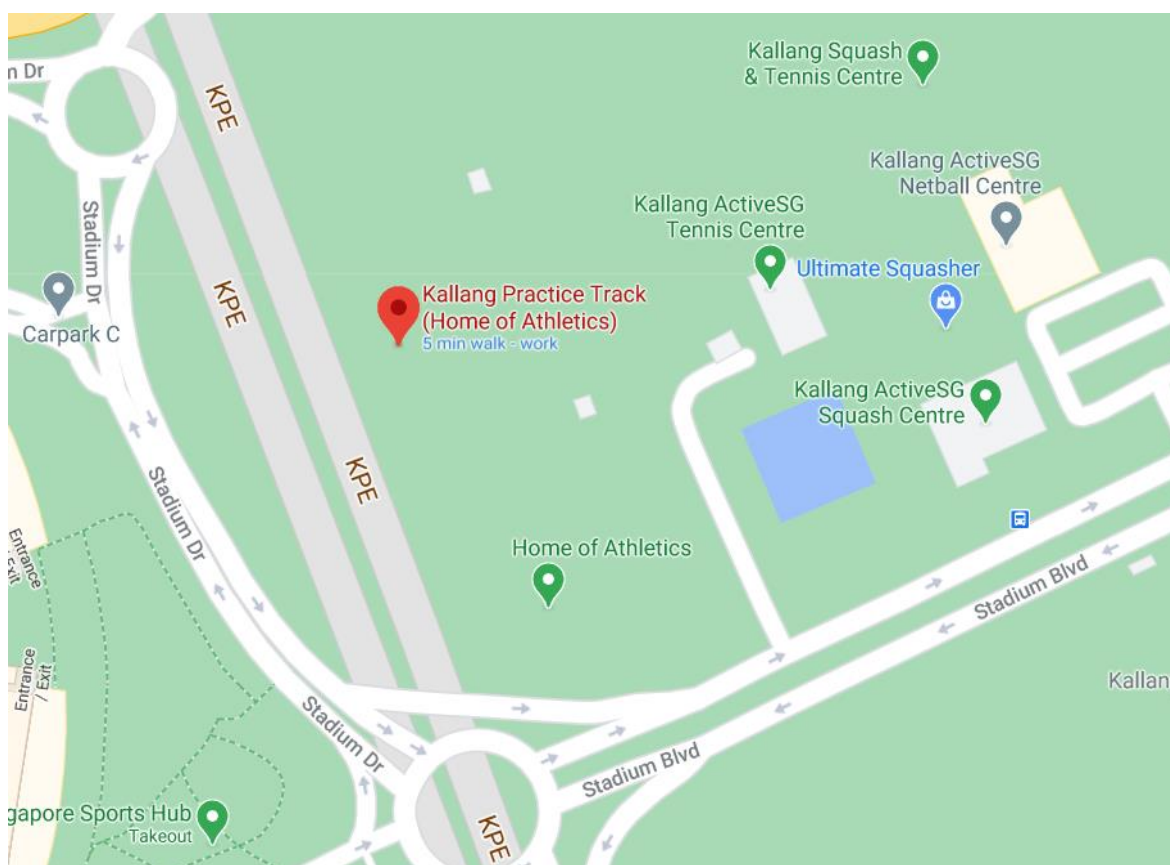 Kallang Squash
& Tennis Centre
m Dr
KPE
Kallang ActiveSG
Netball Centre
Kallang ActiveSG
Tennis Centre
Stadium Dr
Ultimate Squasher
KPE
Kallang Practice Track
(Home of Athletics)
5 min walk - work
Carpark C
Kallang ActiveSG
Squash Centre
KPE
Stadium Dr
Entrance
/ Exit
Home of Athletics
Stadium Blvd
Entrance
/ Exit
Kallan
Stadium Dr
Stadium Blvd
gapore Sports Hub
Takeout
KPE